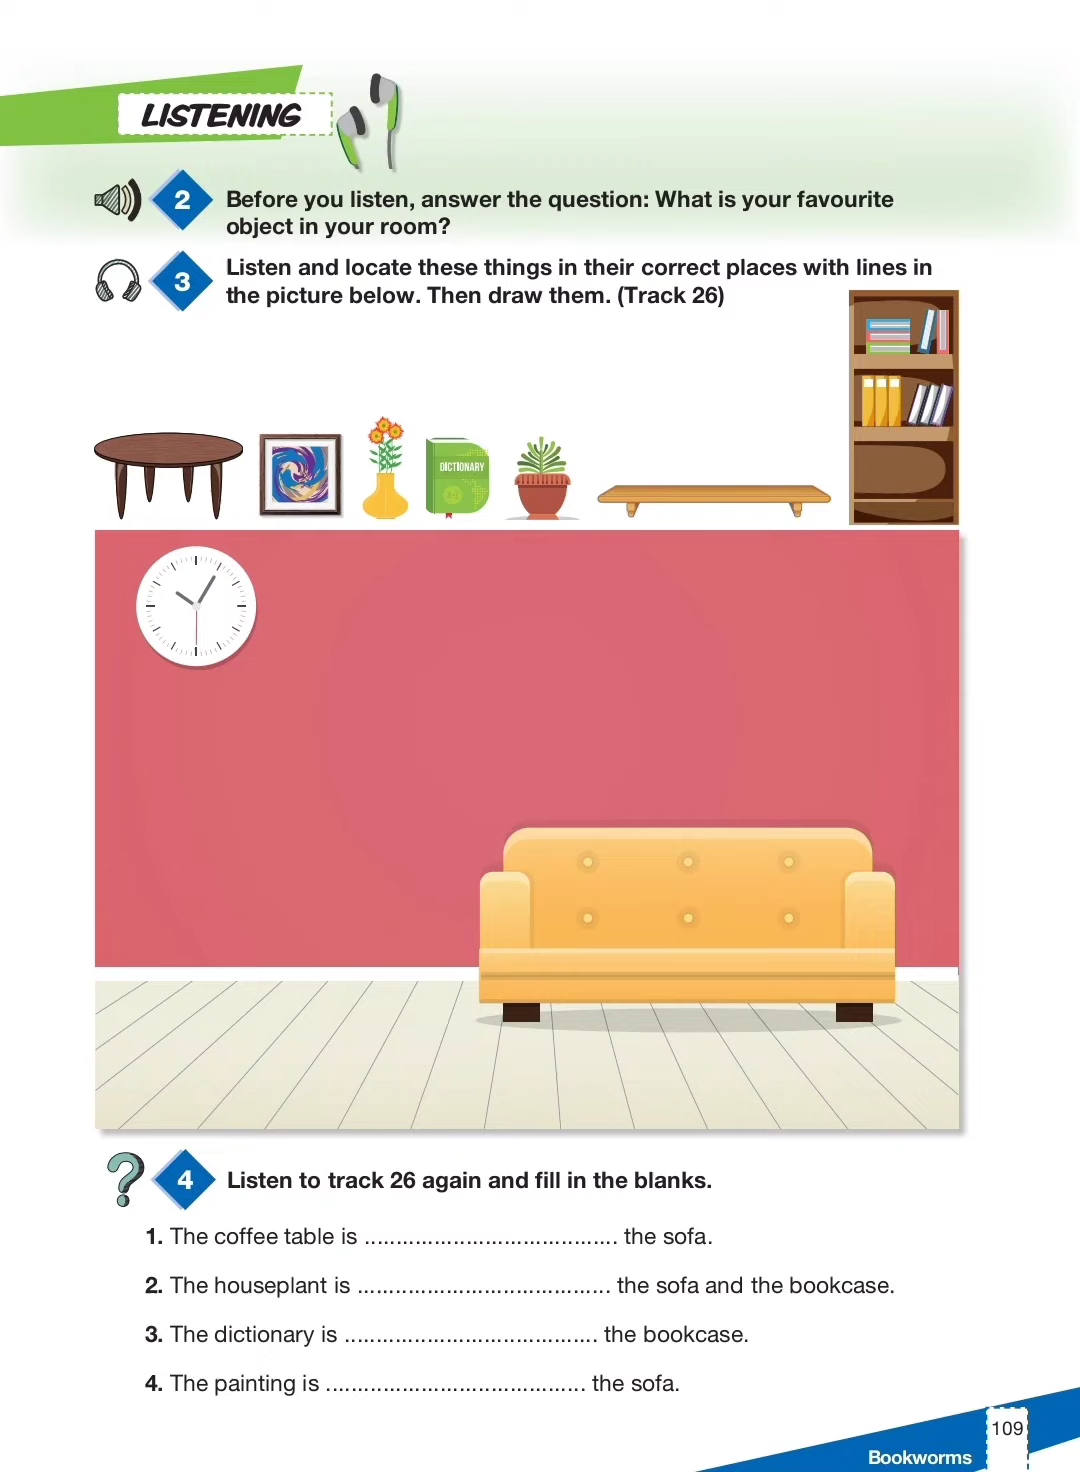 LISTENING
2 Before you listen, answer the question: What is your favourite
object in your room?
3 Listen and locate these things in their correct places with lines in
the picture below. Then draw them. (Track 26)
DICTIONARY
A-Z
4 Listen to track 26 again and fill in the blanks.
1. The coffee table is ........................................ the sofa.
2. The houseplant is ........................................ the sofa and the bookcase.
3. The dictionary is ........................................ the bookcase.
4. The painting is ......................................... the sofa.
109
Bookworms